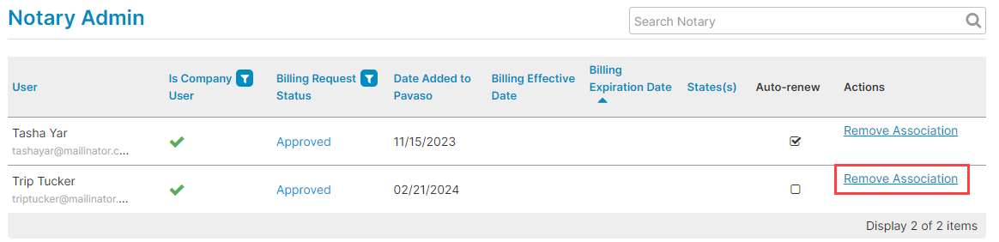 Notary Admin
Search Notary
User
Is Company
User
Billing Request
Status
Date Added to
Pavaso
Billing Effective
Date
Billing
Expiration Date
States(s)
Auto-renew
Actions
Tasha Yar
tashayar@mailinator.c...
Approved
11/15/2023
Remove Association
Trip Tucker
triptucker@mailinator....
Approved
02/21/2024
Remove Association
Display 2 of 2 items